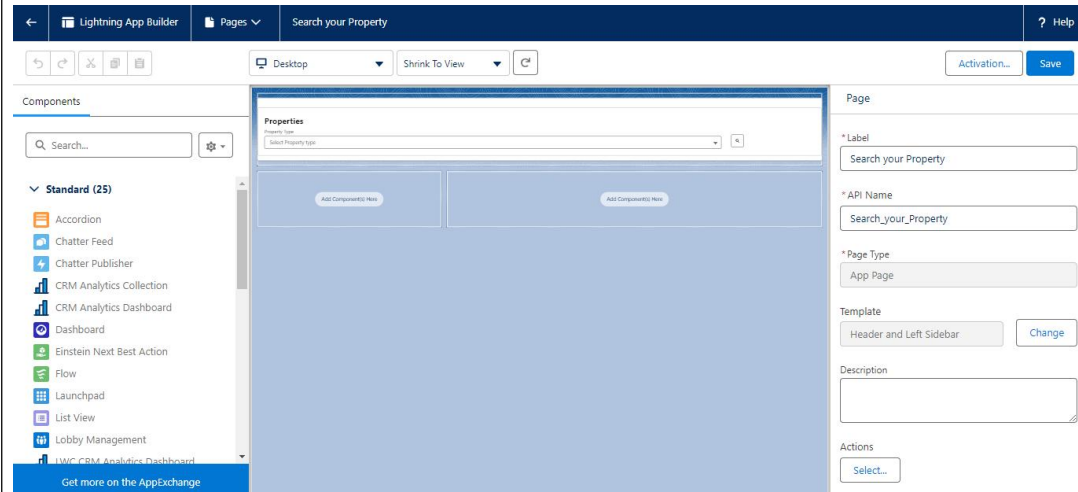 Lightning App Builder
Pages
Search your Property
? Help
Desktop
Shrink To View
Activation...
Save
Components
Search...
Standard (25)
Accordion
Chatter Feed
Chatter Publisher
CRM Analytics Collection
CRM Analytics Dashboard
Dashboard
Einstein Next Best Action
Flow
Launchpad
List View
Lobby Management
LWC CRM Analytics Dashboard
Get more on the AppExchange
Properties
Property Type
Select Property type
Add Component(s) Here
Add Component(s) Here
Page
*Label
Search your Property
*API Name
Search_your_Property
*Page Type
App Page
Template
Header and Left Sidebar
Change
Description
Actions
Select...